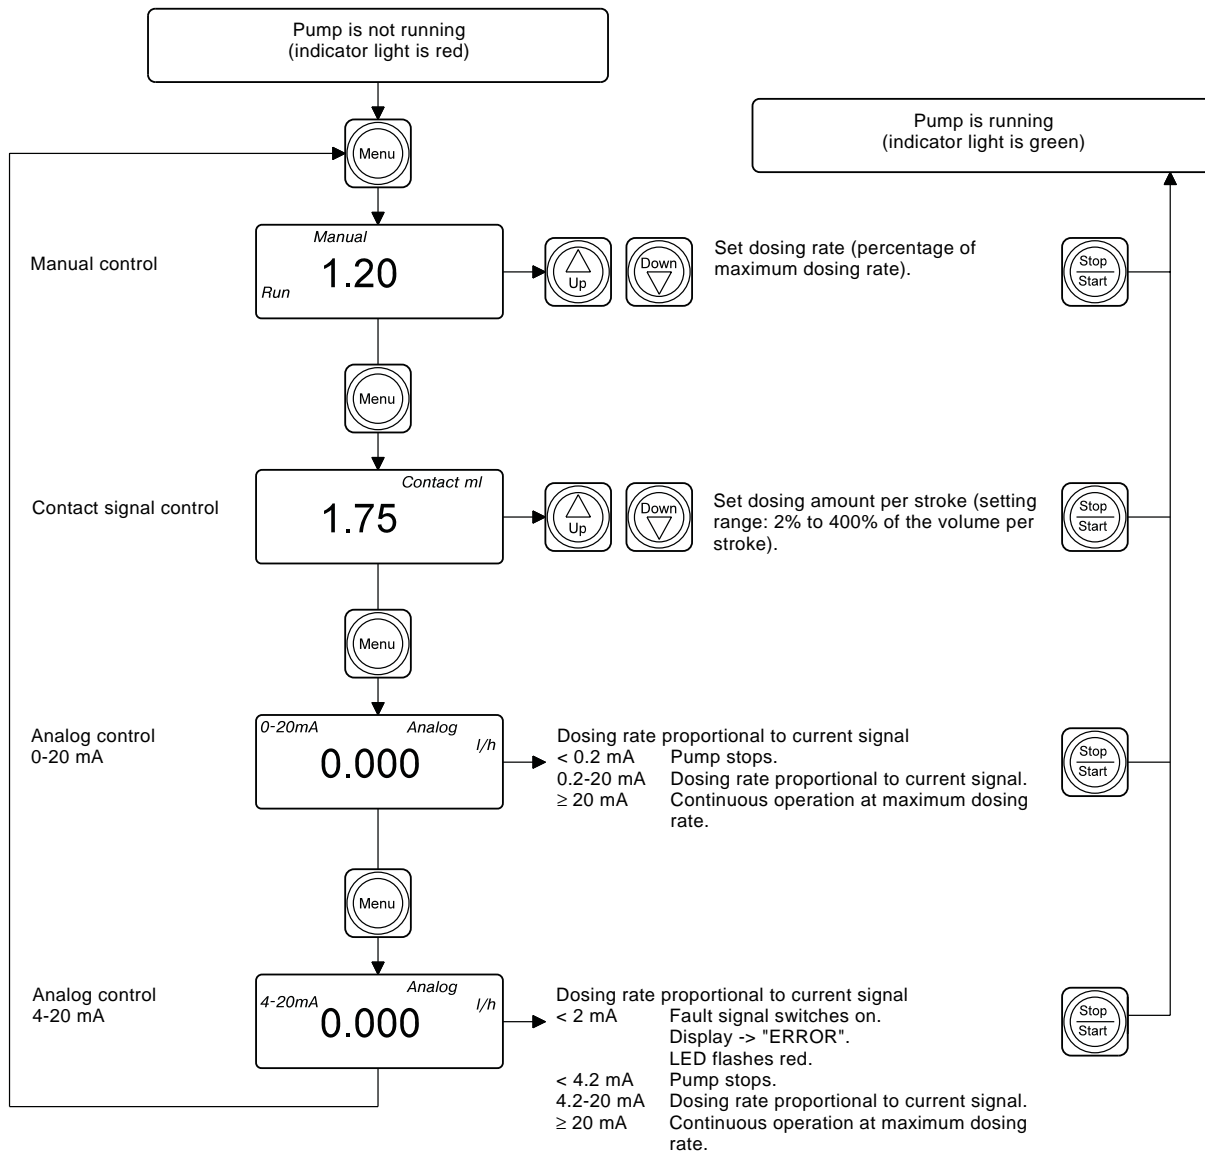 Pump is not running
(indicator light is red)
Pump is running
(indicator light is green)
Menu
Manual control
Manual
1.20
Run
Up
Down
Set dosing rate (percentage of
maximum dosing rate).
Stop
Start
Menu
Contact signal control
Contact ml
1.75
Up
Down
Set dosing amount per stroke (setting
range: 2% to 400% of the volume per
stroke).
Stop
Start
Menu
Analog control
0-20 mA
0-20mA Analog
l/h
0.000
Dosing rate proportional to current signal
< 0.2 mA Pump stops.
0.2-20 mA Dosing rate proportional to current signal.
≥ 20 mA Continuous operation at maximum dosing
rate.
Stop
Start
Menu
Analog control
4-20 mA
Analog
4-20mA l/h
0.000
Dosing rate proportional to current signal
< 2 mA Fault signal switches on.
Display -> "ERROR".
LED flashes red.
< 4.2 mA Pump stops.
4.2-20 mA Dosing rate proportional to current signal.
≥ 20 mA Continuous operation at maximum dosing
rate.
Stop
Start